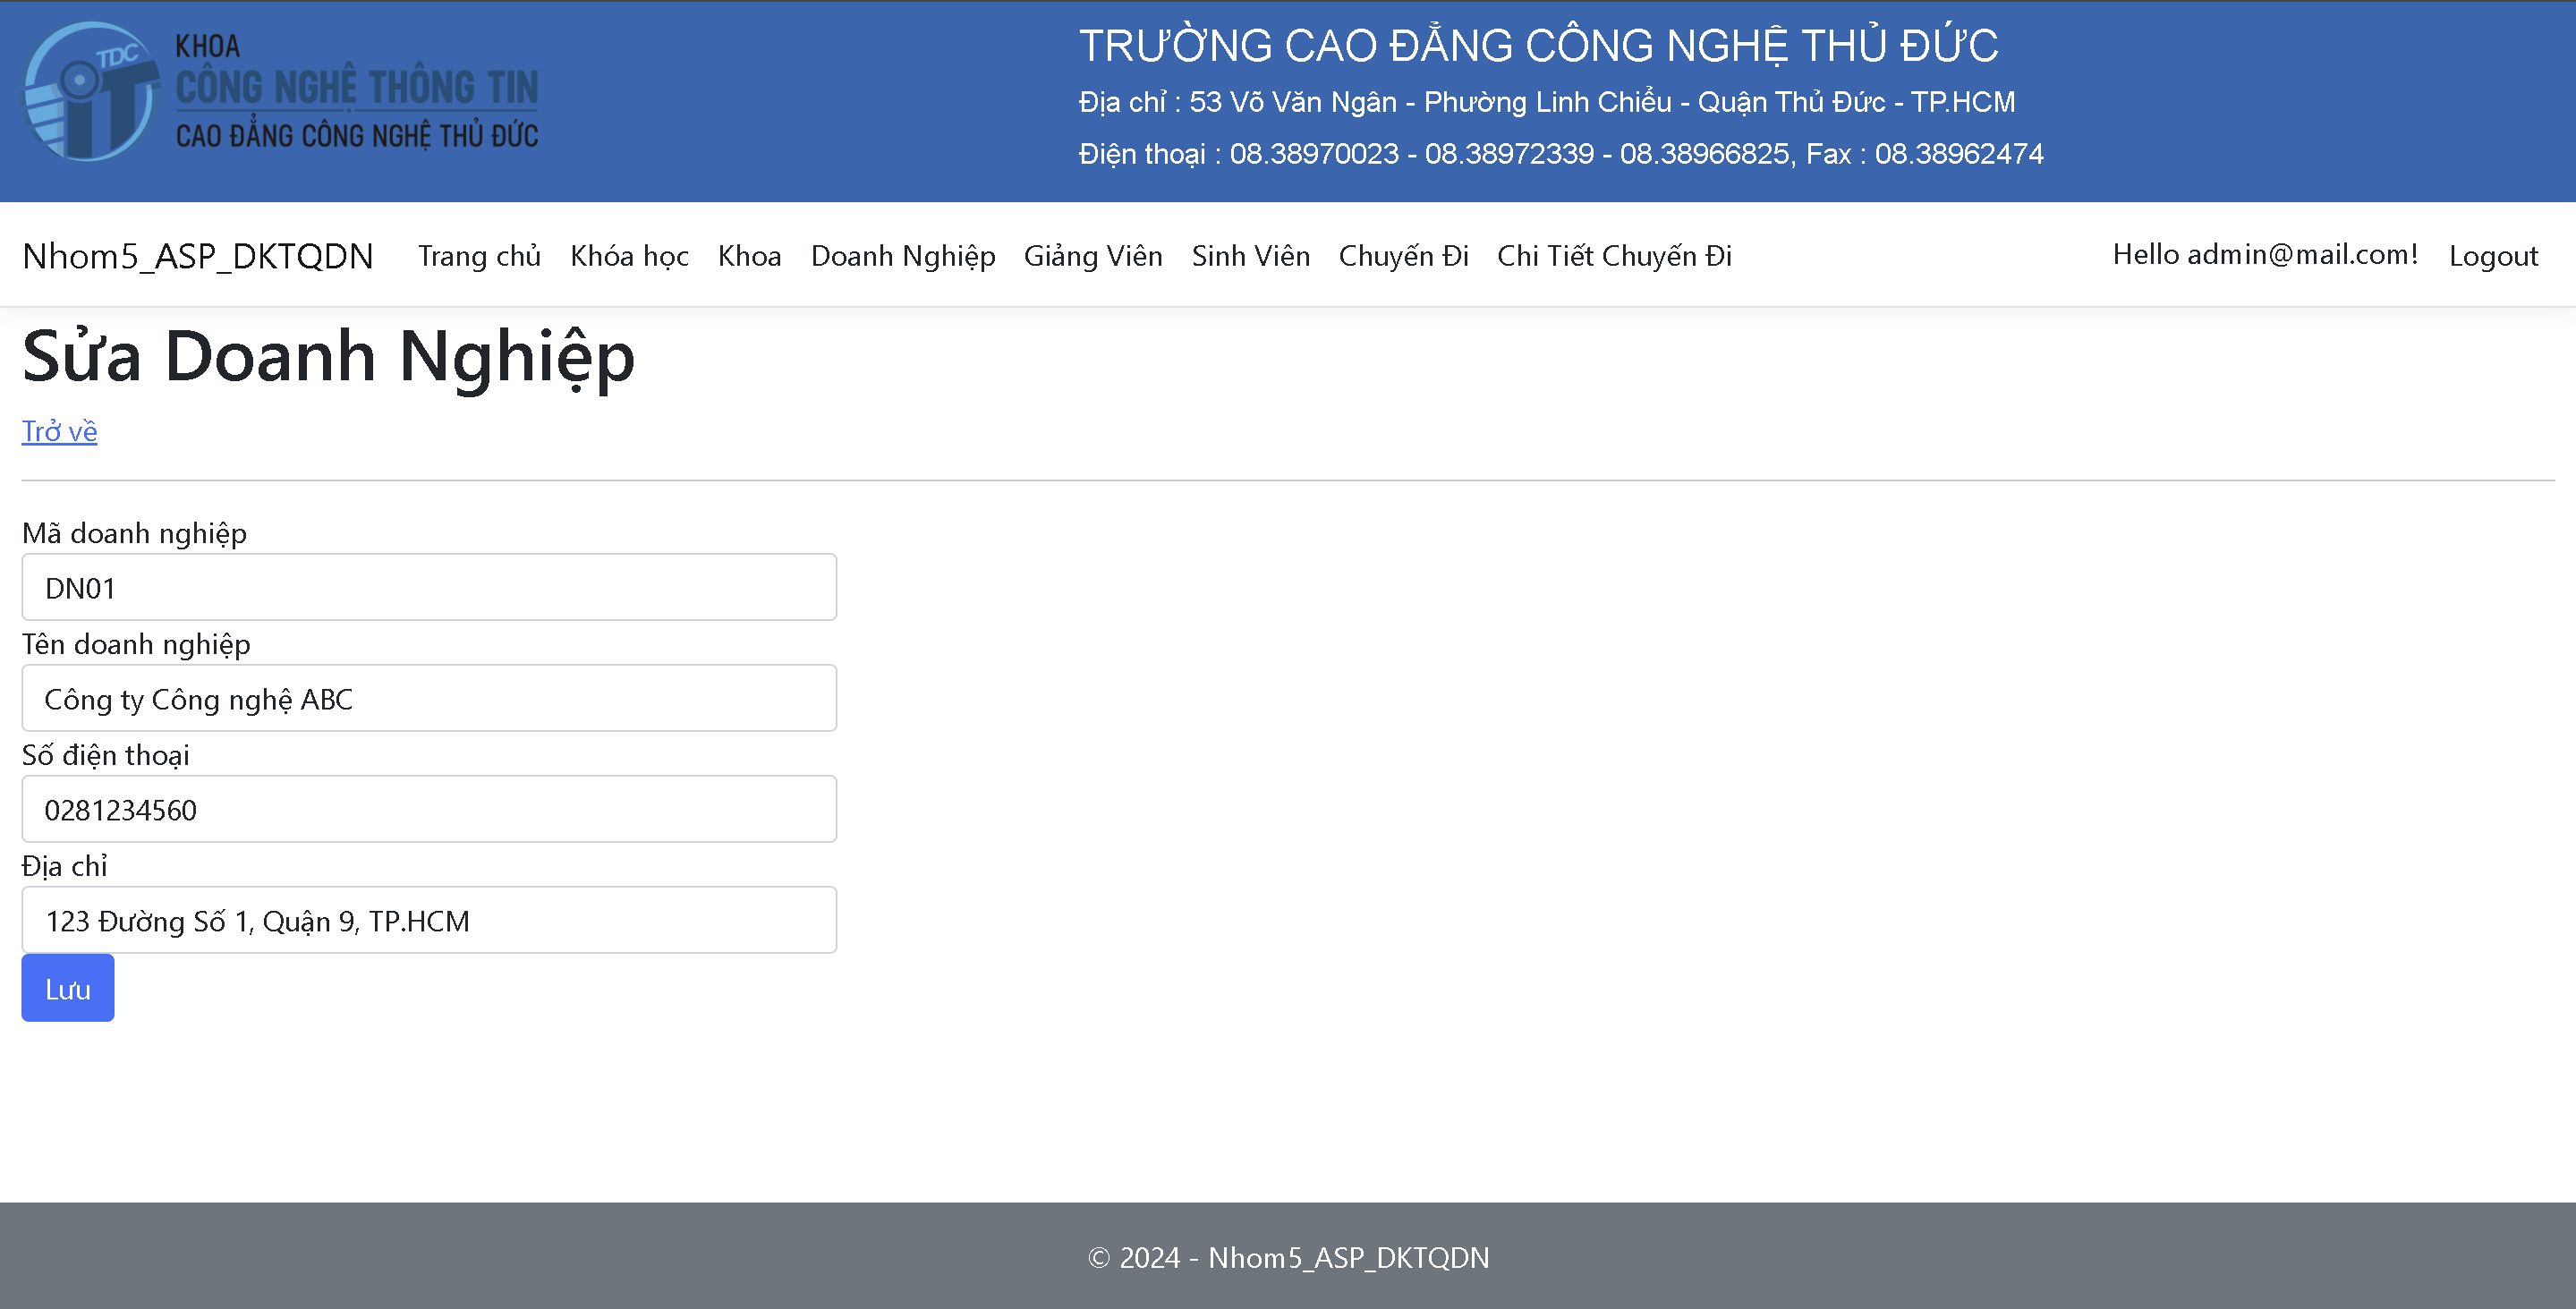 TDC
iT
KHOA
CÔNG NGHỆ THÔNG TIN
CAO ĐẲNG CÔNG NGHỆ THỦ ĐỨC
TRƯỜNG CAO ĐẲNG CÔNG NGHỆ THỦ ĐỨC
Địa chỉ : 53 Võ Văn Ngân - Phường Linh Chiểu - Quận Thủ Đức - TP.HCM
Điện thoại : 08.38970023 - 08.38972339 - 08.38966825, Fax : 08.38962474
Nhom5_ASP_DKTQDN Trang chủ Khóa học Khoa Doanh Nghiệp Giảng Viên Sinh Viên Chuyến Đi Chi Tiết Chuyến Đi Hello admin@mail.com! Logout
Sửa Doanh Nghiệp
Trở về
Mã doanh nghiệp
DN01
Tên doanh nghiệp
Công ty Công nghệ ABC
Số điện thoại
0281234560
Địa chỉ
123 Đường Số 1, Quận 9, TP.HCM
Lưu
© 2024 - Nhom5_ASP_DKTQDN